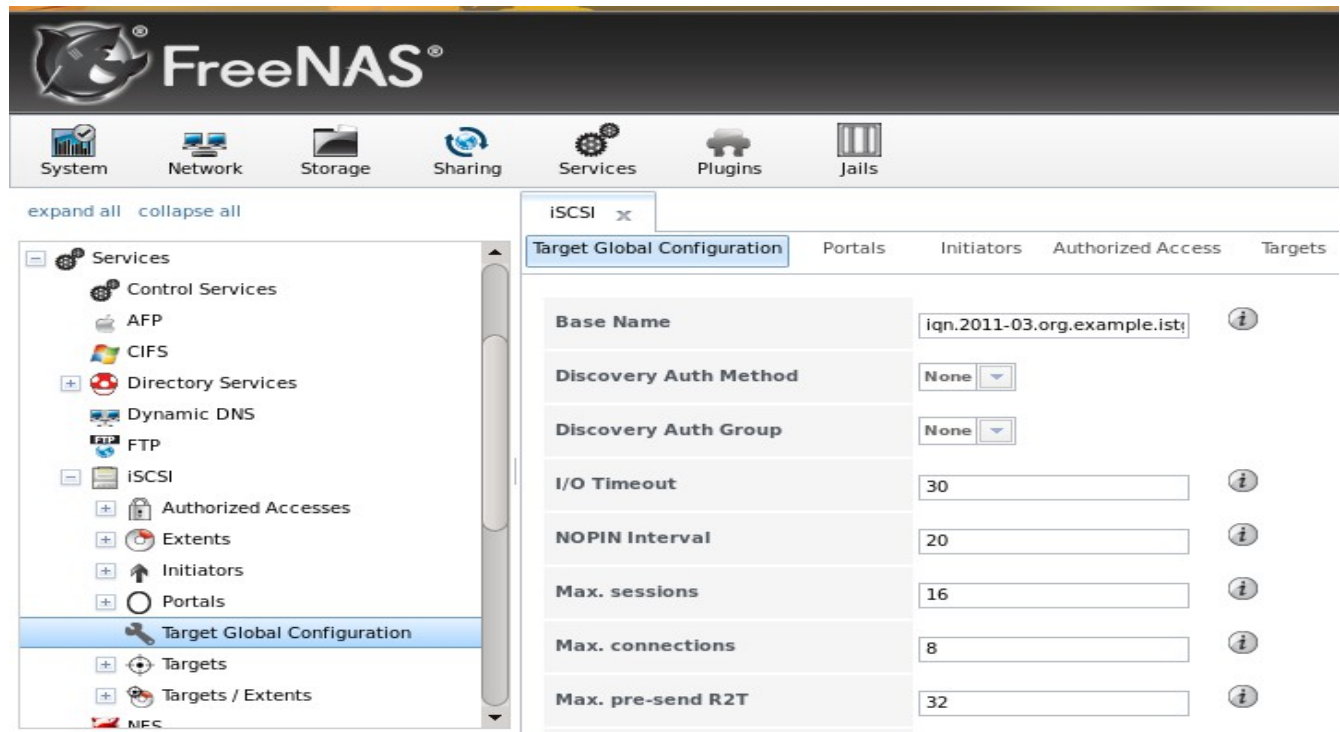 FreeNAS®
System Network Storage Sharing Services Plugins Jails
expand all collapse all
Services
Control Services
AFP
CIFS
Directory Services
Dynamic DNS
FTP
iSCSI
Authorized Accesses
Extents
Initiators
Portals
Target Global Configuration
Targets
Targets / Extents
NFS
iSCSI x
Target Global Configuration Portals Initiators Authorized Access Targets
Base Name iqn.2011-03.org.example.istg
Discovery Auth Method None
Discovery Auth Group None
I/O Timeout 30
NOPIN Interval 20
Max. sessions 16
Max. connections 8
Max. pre-send R2T 32